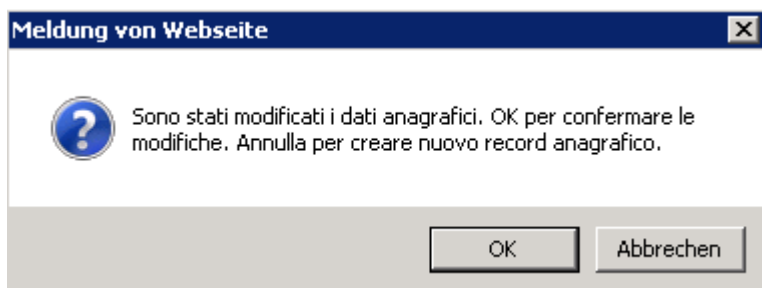 Meldung von Webseite
Sono stati modificati i dati anagrafici. OK per confermare le
modifiche. Annulla per creare nuovo record anagrafico.
OK
Abbrechen